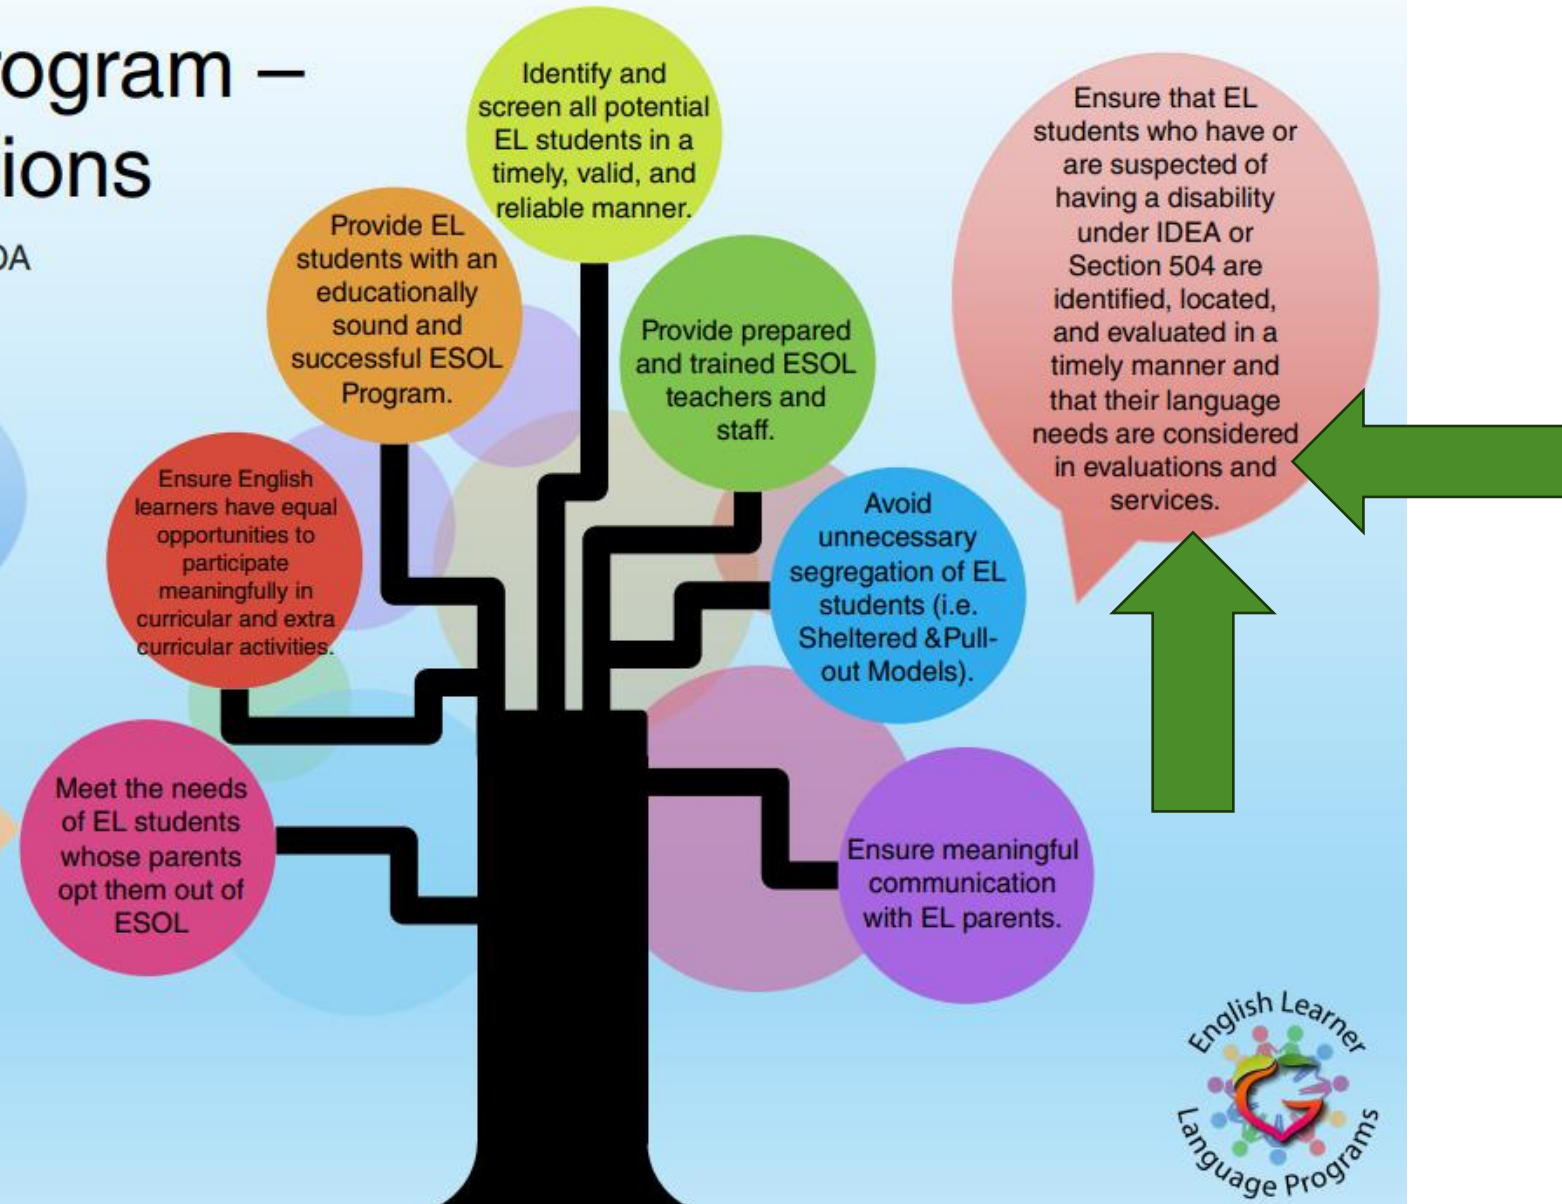 rogram –
ions
DA
Identify and
screen all potential
EL students in a
timely, valid, and
reliable manner.
Provide EL
students with an
educationally
sound and
successful ESOL
Program.
Provide prepared
and trained ESOL
teachers and
staff.
Ensure that EL
students who have or
are suspected of
having a disability
under IDEA or
Section 504 are
identified, located,
and evaluated in a
timely manner and
that their language
needs are considered
in evaluations and
services.
Ensure English
learners have equal
opportunities to
participate
meaningfully in
curricular and extra
curricular activities.
Avoid
unnecessary
segregation of EL
students (i.e.
Sheltered &Pull-
out Models).
Meet the needs
of EL students
whose parents
opt them out of
ESOL
Ensure meaningful
communication
with EL parents.
English Learner
Language Programs